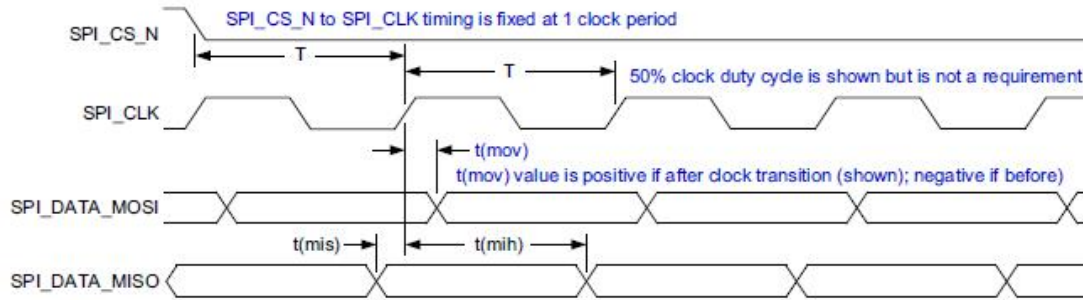 SPI_CS_N to SPI_CLK timing is fixed at 1 clock period
SPI_CS_N
T
T
50% clock duty cycle is shown but is not a requirement
SPI_CLK
t(mov)
t(mov) value is positive if after clock transition (shown); negative if before)
SPI_DATA_MOSI
t(mis)
t(mih)
SPI_DATA_MISO